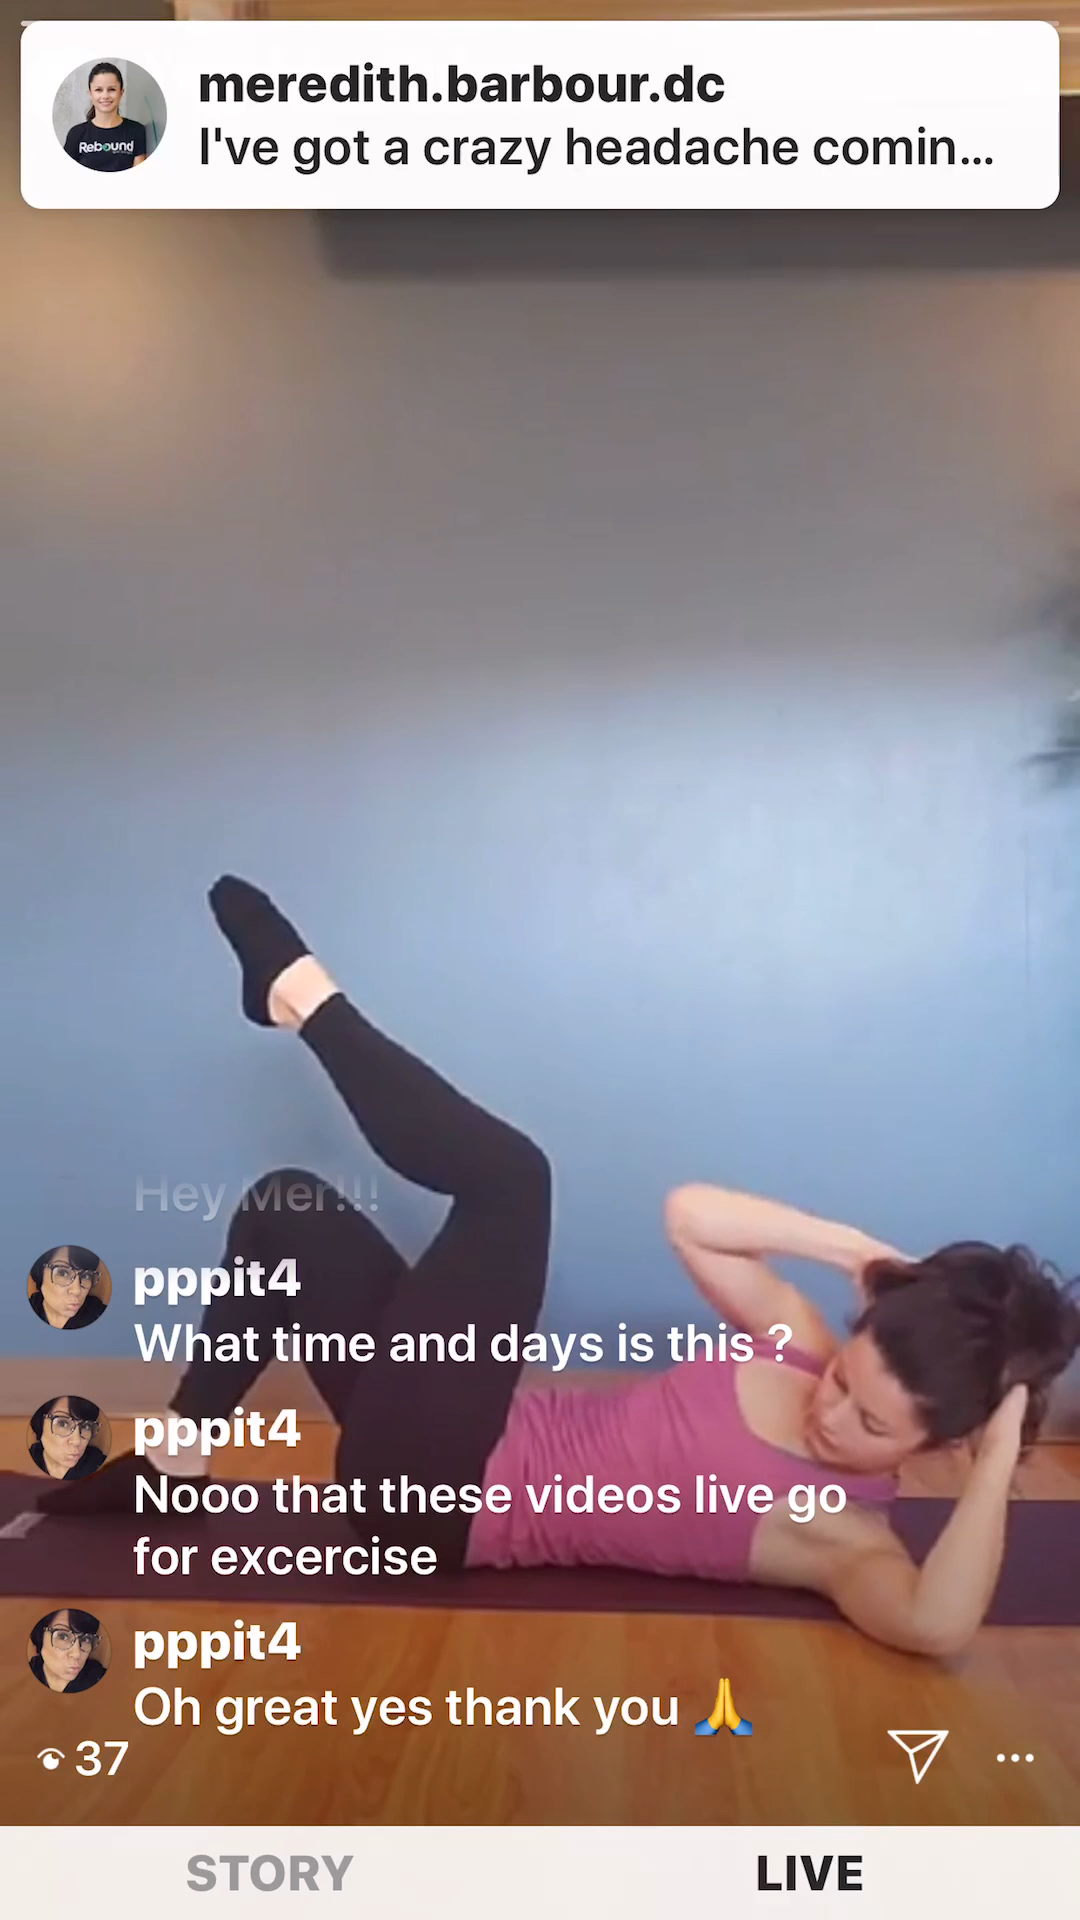 meredith.barbour.dc
Rebound
I've got a crazy headache comin...
Hey Mer!!!
pppit4
What time and days is this ?
pppit4
Nooo that these videos live go
for excercise
pppit4
Oh great yes thank you 🙏
37
STORY
LIVE